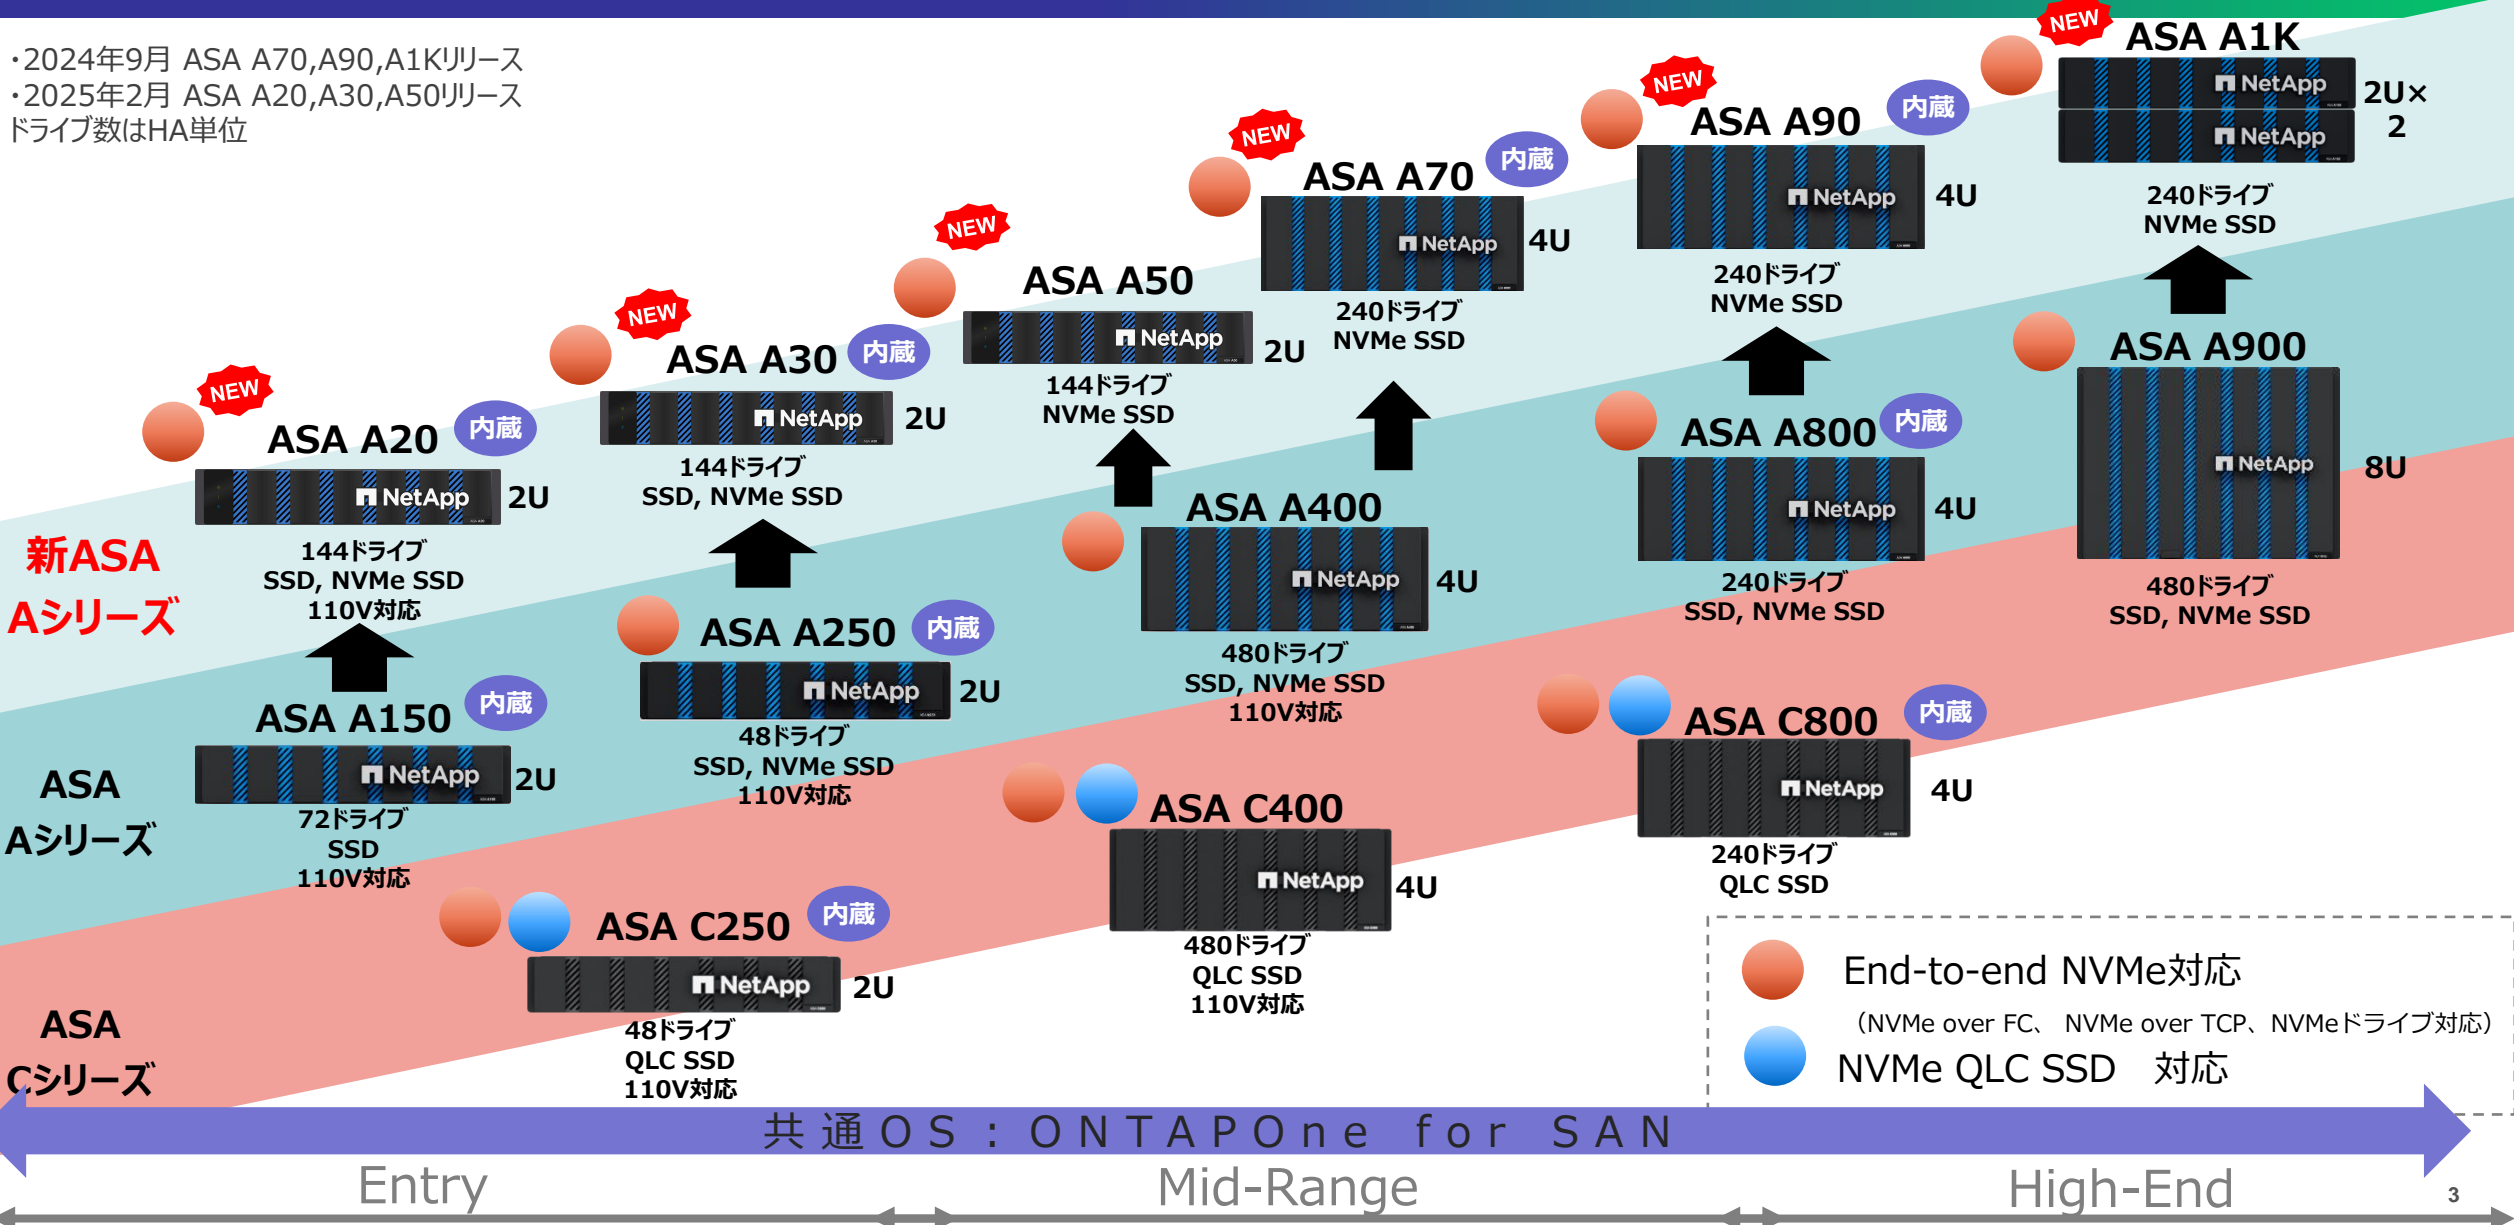 ・2024年9月 ASA A70,A90,A1Kリリース
・2025年2月 ASA A20,A30,A50リリース
ドライブ数はHA単位
NEW
ASA A1K
NetApp
NetApp
2U×
2
240ドライブ
NVMe SSD
NEW
ASA A90
内蔵
NetApp
4U
240ドライブ
NVMe SSD
NEW
ASA A70
内蔵
NetApp
4U
240ドライブ
NVMe SSD
NEW
ASA A50
NetApp
2U
144ドライブ
NVMe SSD
NEW
ASA A30
内蔵
NetApp
2U
144ドライブ
SSD, NVMe SSD
NEW
ASA A20
内蔵
NetApp
2U
144ドライブ
SSD, NVMe SSD
110V対応
新ASA
Aシリーズ
ASA A900
NetApp
8U
480ドライブ
SSD, NVMe SSD
ASA A800
内蔵
NetApp
4U
240ドライブ
SSD, NVMe SSD
ASA A400
NetApp
4U
480ドライブ
SSD, NVMe SSD
110V対応
ASA A250
内蔵
NetApp
2U
48ドライブ
SSD, NVMe SSD
110V対応
ASA A150
内蔵
NetApp
2U
72ドライブ
SSD
110V対応
ASA
Aシリーズ
ASA C800
内蔵
NetApp
4U
240ドライブ
QLC SSD
ASA C400
NetApp
4U
480ドライブ
QLC SSD
110V対応
ASA C250
内蔵
NetApp
2U
48ドライブ
QLC SSD
110V対応
ASA
Cシリーズ
End-to-end NVMe対応
（NVMe over FC、 NVMe over TCP、NVMeドライブ対応）
NVMe QLC SSD　対応
共通OS：ONTAPOne for SAN
Entry
Mid-Range
High-End
3